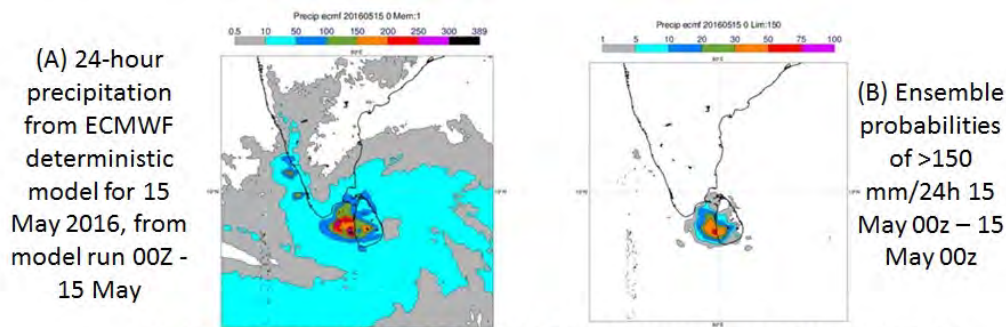 Precip ecmf 20160515 0 Mem:1
0.5 10 50 100 150 200 250 300 389
(A) 24-hour
precipitation
from ECMWF
deterministic
model for 15
May 2016, from
model run 00Z -
15 May
Precip ecmf 20160515 0 Lim:150
1 5 10 20 30 50 75 100
(B) Ensemble
probabilities
of >150
mm/24h 15
May 00z – 15
May 00z